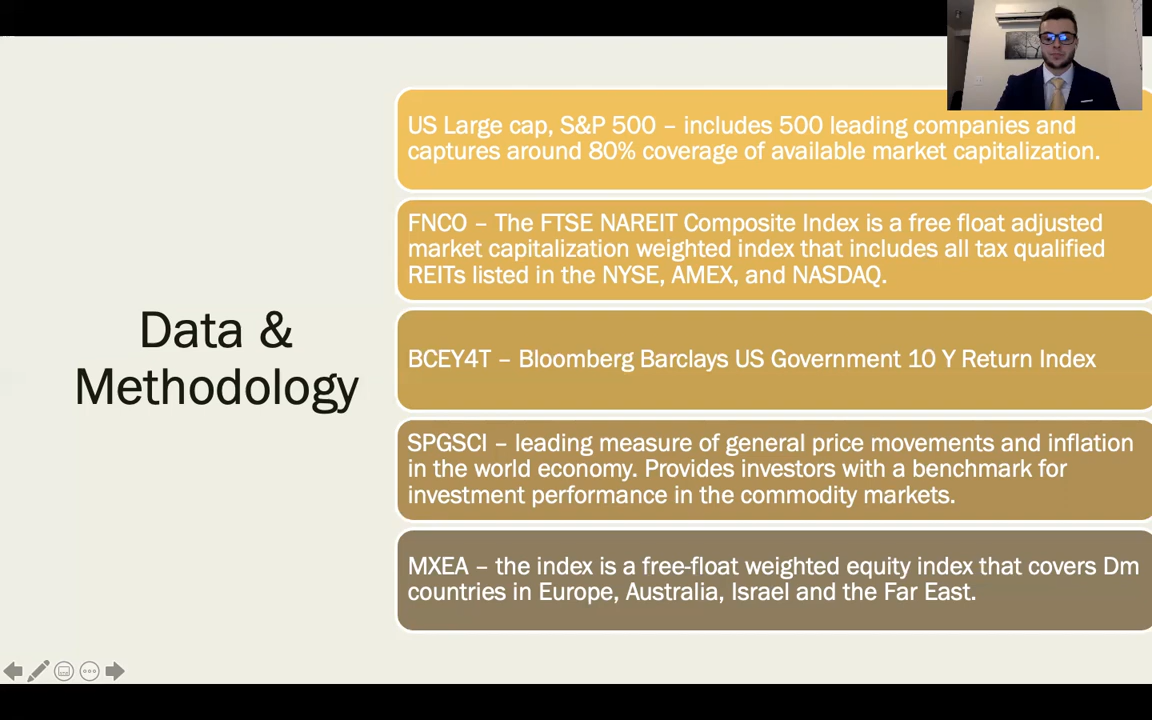 Data &
Methodology
US Large cap, S&P 500 – includes 500 leading companies and
captures around 80% coverage of available market capitalization.
FNCO – The FTSE NAREIT Composite Index is a free float adjusted
market capitalization weighted index that includes all tax qualified
REITs listed in the NYSE, AMEX, and NASDAQ.
BCEY4T – Bloomberg Barclays US Government 10 Y Return Index
SPGSCI – leading measure of general price movements and inflation
in the world economy. Provides investors with a benchmark for
investment performance in the commodity markets.
MXEA – the index is a free-float weighted equity index that covers Dm
countries in Europe, Australia, Israel and the Far East.